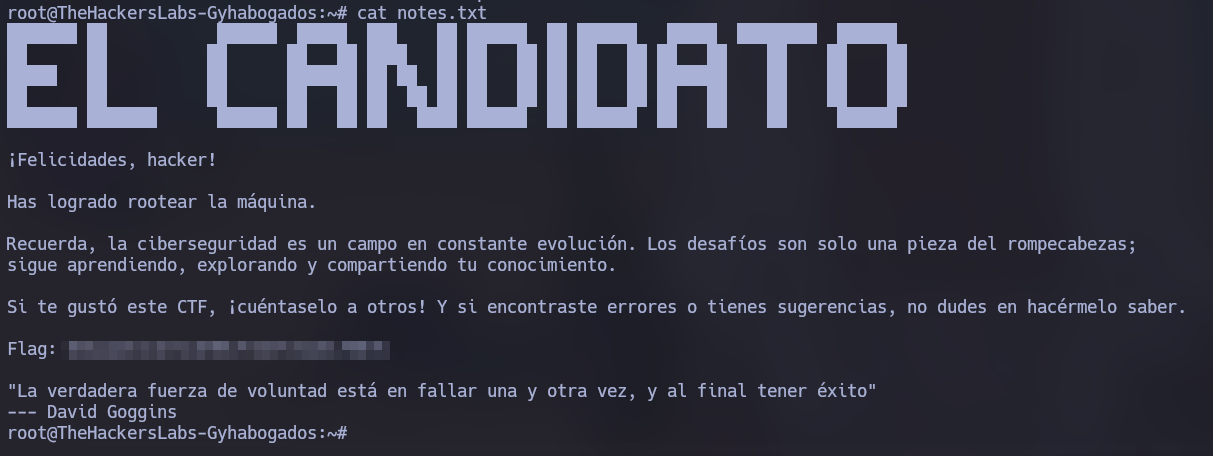 root@TheHackersLabs-Gyhabogados:~# cat notes.txt
EL CANDIDATO
¡Felicidades, hacker!
Has logrado rootear la máquina.
Recuerda, la ciberseguridad es un campo en constante evolución. Los desafíos son solo una pieza del rompecabezas;
sigue aprendiendo, explorando y compartiendo tu conocimiento.
Si te gustó este CTF, ¡cuéntaselo a otros! Y si encontraste errores o tienes sugerencias, no dudes en hacérmelo saber.
Flag:
"La verdadera fuerza de voluntad está en fallar una y otra vez, y al final tener éxito"
--- David Goggins
root@TheHackersLabs-Gyhabogados:~#